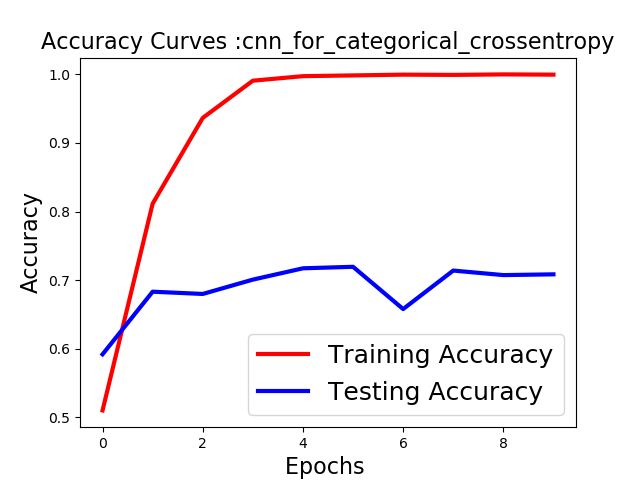 Accuracy Curves :cnn_for_categorical_crossentropy
1.0
0.9
0.8
0.7
0.6
0.5
Accuracy
Training Accuracy
Testing Accuracy
0
2
4
6
8
Epochs